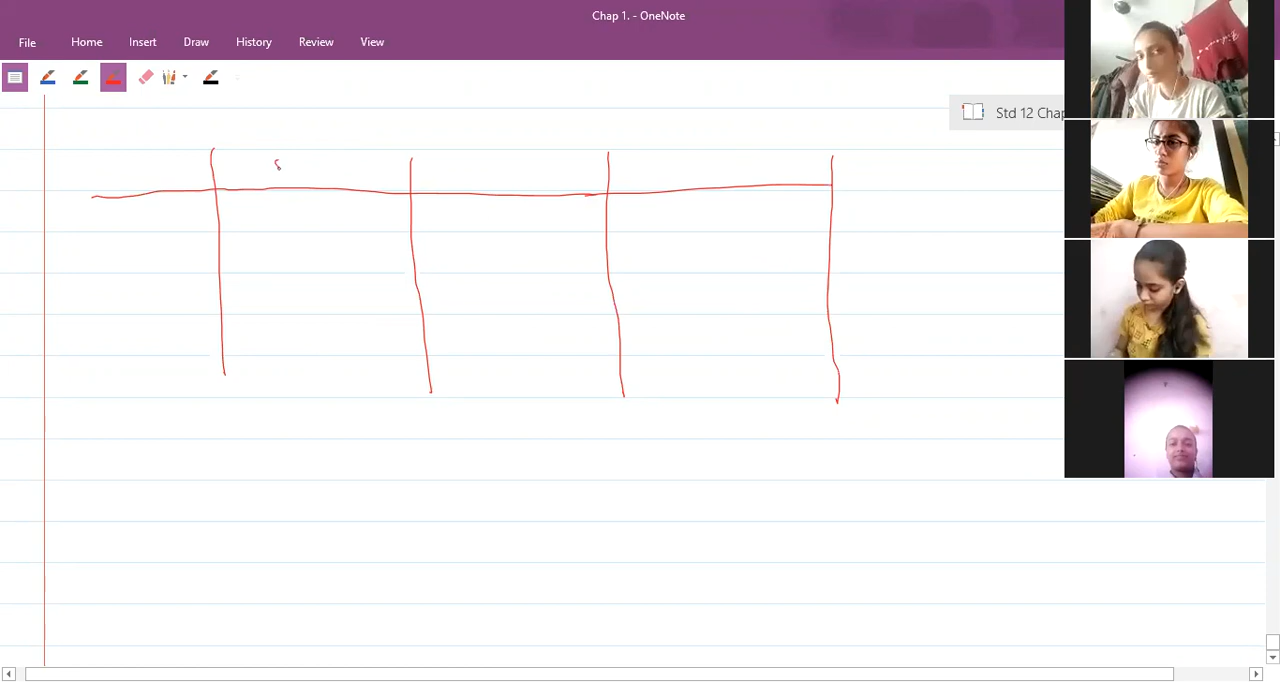 Chap 1. - OneNote
File Home Insert Draw History Review View
Std 12 Chap